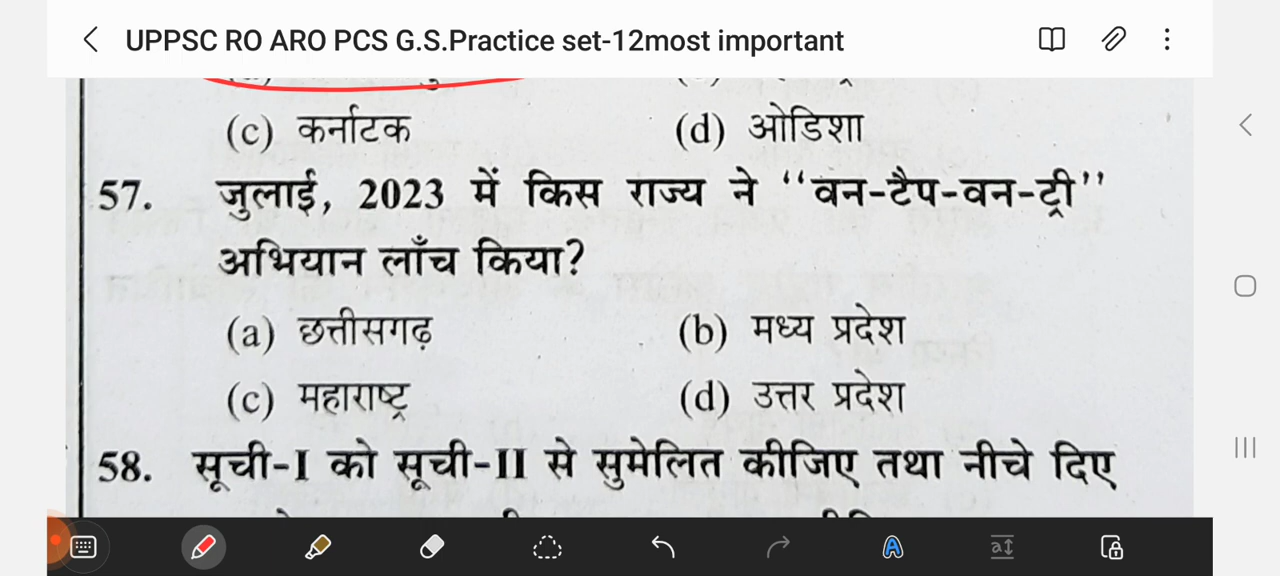 UPPSC RO ARO PCS G.S.Practice set-12most important
(c) कर्नाटक (d) ओडिशा
57. जुलाई, 2023 में किस राज्य ने ‘‘वन-टैप-वन-ट्री’’
अभियान लाँच किया?
(a) छत्तीसगढ़ (b) मध्य प्रदेश
(c) महाराष्ट्र (d) उत्तर प्रदेश
58. सूची-I को सूची-II से सुमेलित कीजिए तथा नीचे दिए